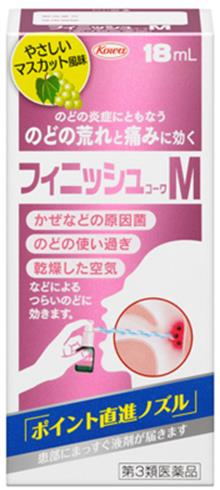 やさしい
マスカット風味
Kowa
18mL
のどの炎症にともなう
のどの荒れと痛みに効く
フィニッシュコーワM
かぜなどの原因菌
のどの使い過ぎ
乾燥した空気
などによる
つらいのどに
効きます。
ポイント直進ノズル
患部にまっすぐ液剤が届きます
第3類医薬品